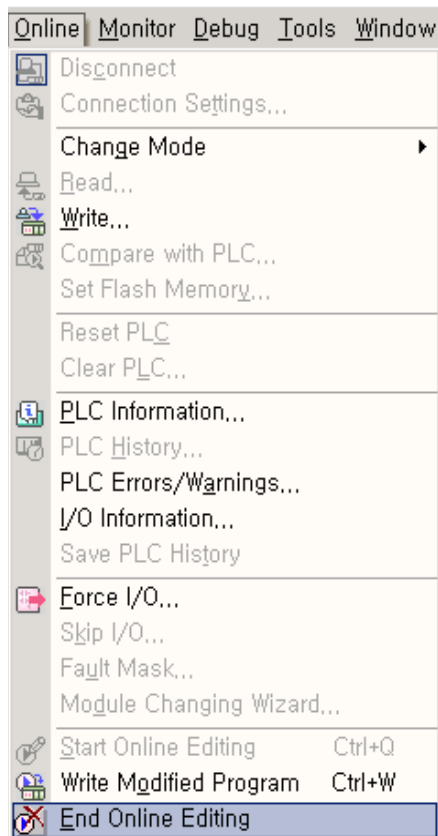 Online Monitor Debug Tools Window
Disconnect
Connection Settings...
Change Mode
Read...
Write...
Compare with PLC...
Set Flash Memory...
Reset PLC
Clear PLC...
PLC Information...
PLC History...
PLC Errors/Warnings...
I/O Information...
Save PLC History
Force I/O...
Skip I/O...
Fault Mask...
Module Changing Wizard...
Start Online Editing Ctrl+Q
Write Modified Program Ctrl+W
End Online Editing